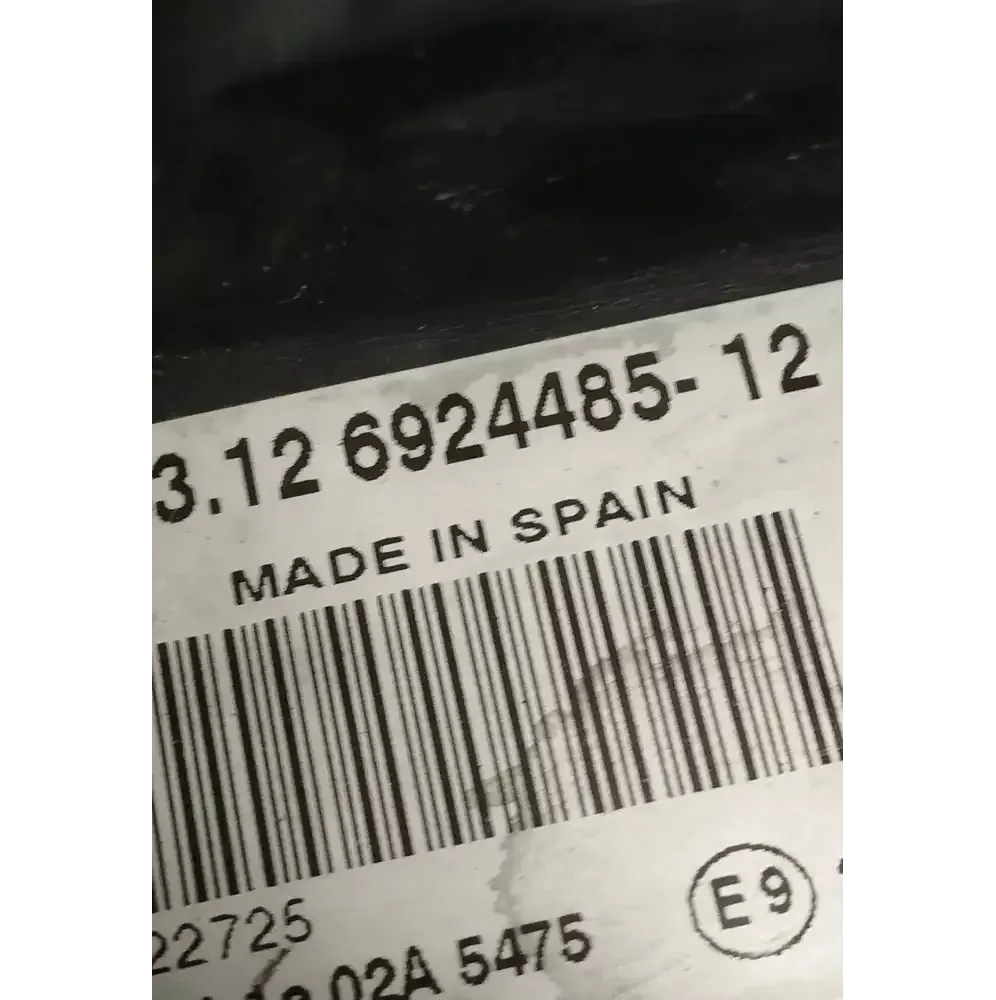 3.12 6924485-12
MADE IN SPAIN
22725
E9
02A 5475